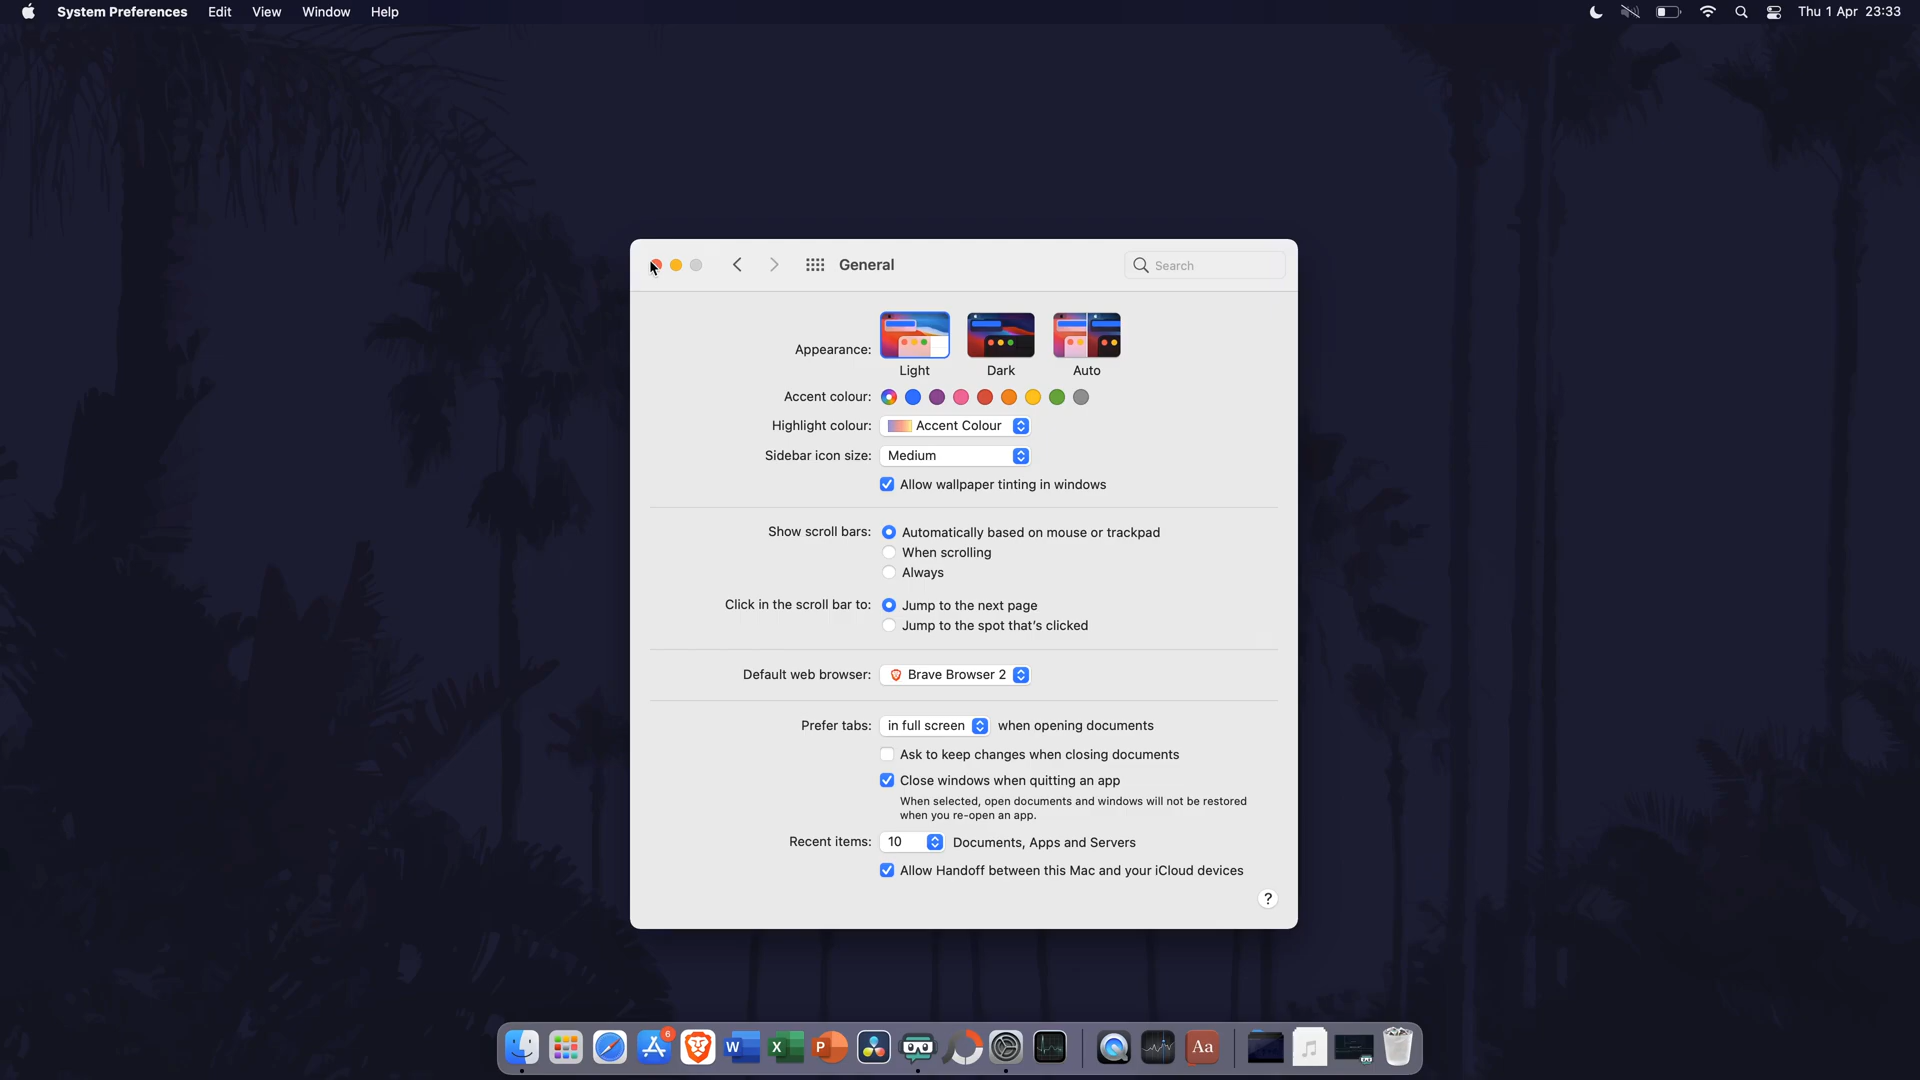 System Preferences Edit View Window Help Thu 1 Apr 23:33
General
Search
Appearance:
Light Dark Auto
Accent colour:
Highlight colour: Accent Colour
Sidebar icon size: Medium
Allow wallpaper tinting in windows
Show scroll bars: Automatically based on mouse or trackpad
When scrolling
Always
Click in the scroll bar to: Jump to the next page
Jump to the spot that's clicked
Default web browser: Brave Browser 2
Prefer tabs: in full screen when opening documents
Ask to keep changes when closing documents
Close windows when quitting an app
When selected, open documents and windows will not be restored
when you re-open an app.
Recent items: 10 Documents, Apps and Servers
Allow Handoff between this Mac and your iCloud devices
?
6
W X P Aa